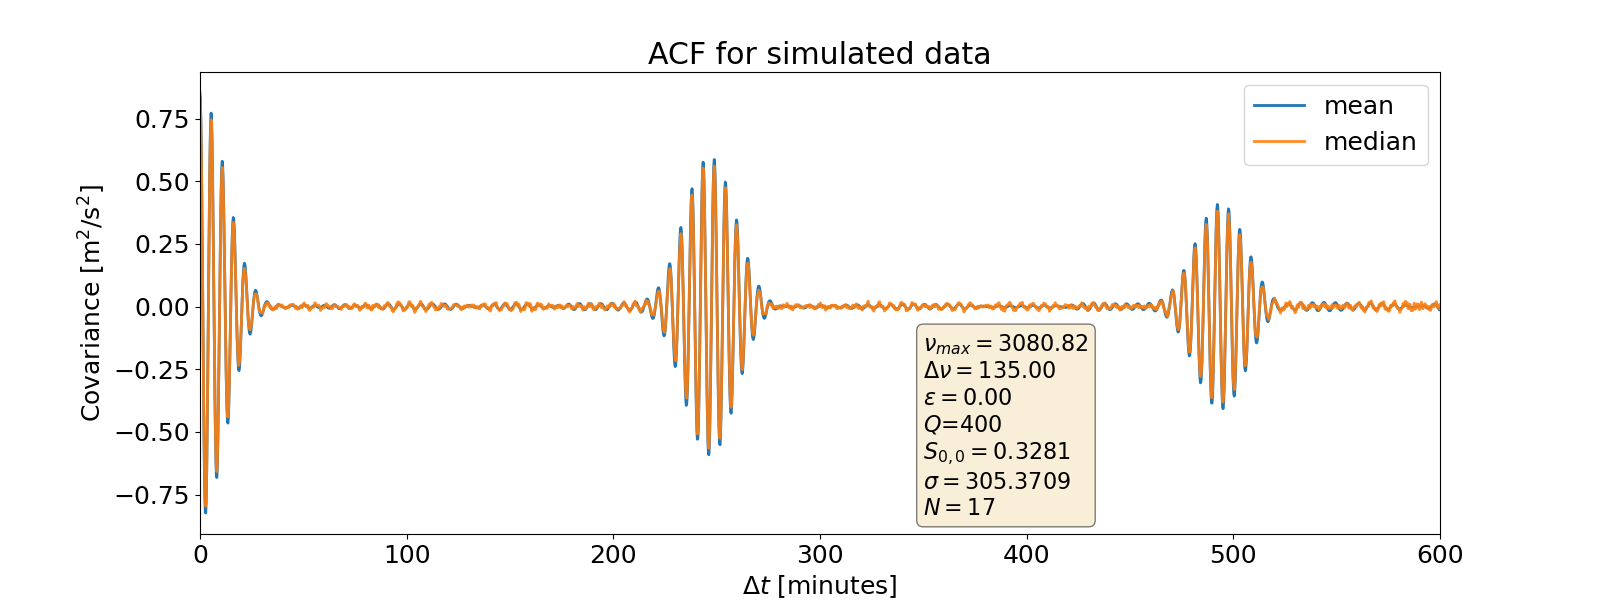 ACF for simulated data
Covariance [m²/s²]
0.75
0.50
0.25
0.00
−0.25
−0.50
−0.75
mean
median
ν_max = 3080.82
Δν = 135.00
ε = 0.00
Q=400
S_0,0 = 0.3281
σ = 305.3709
N = 17
0 100 200 300 400 500 600
Δt [minutes]